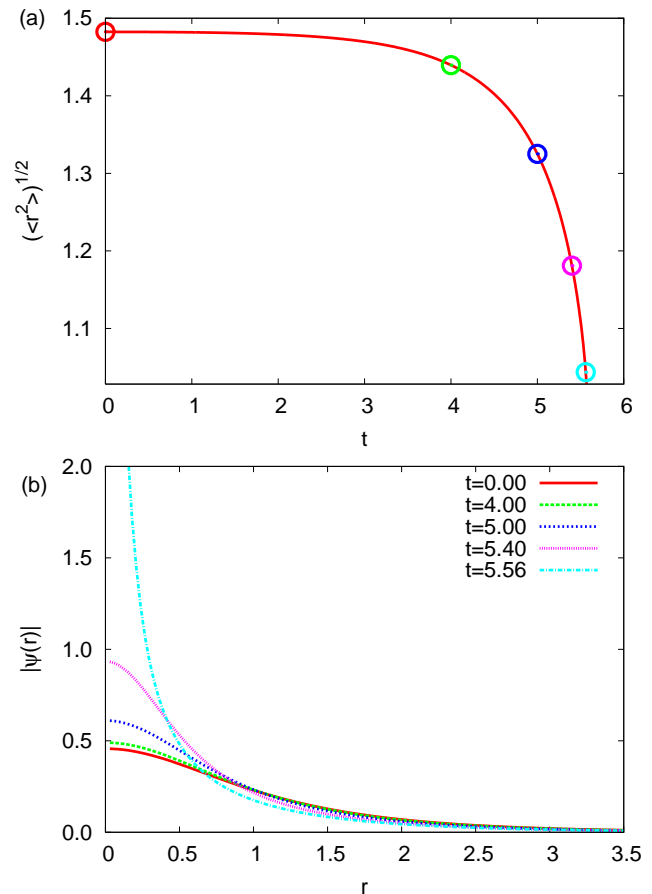 (a)
1.5
1.4
1.3
1.2
1.1
(<r²>)^1/2
0 1 2 3 4 5 6
t
(b)
2.0
1.5
1.0
0.5
0.0
|ψ(r)|
t=0.00
t=4.00
t=5.00
t=5.40
t=5.56
0 0.5 1 1.5 2 2.5 3 3.5
r